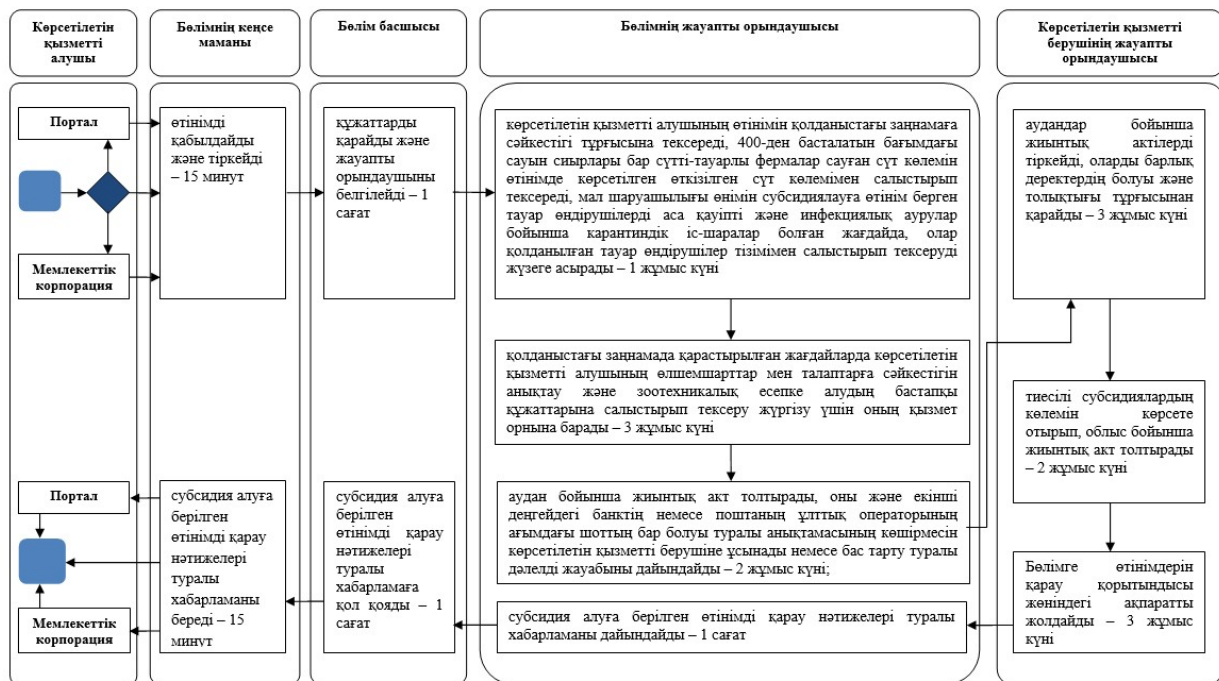 Көрсетілетін
қызметті
алушы
Бөлімнің кеңсе
маманы
Бөлім басшысы
Бөлімнің жауапты орындаушысы
Көрсетілетін қызметті
берушінің жауапты
орындаушысы
Портал
Мемлекеттік
корпорация
өтінімді
қабылдайды
және тіркейді
– 15 минут
құжаттарды
қарайды және
жауапты
орындаушыны
белгілейді – 1
сағат
көрсетілетін қызметті алушының өтінімін қолданыстағы заңнамаға
сәйкестігі тұрғысына тексереді, 400-ден басталатын бағымдағы
сауын сиырлары бар сүтті-тауарлы фермалар сауған сүт көлемін
өтінімде көрсетілген өткізілген сүт көлемімен салыстырып
тексереді, мал шаруашылығы өнімін субсидиялауға өтінім берген
тауар өндірушілерді аса қауіпті және инфекциялық аурулар
бойынша карантиндік іс-шаралар болған жағдайда, олар
қолданылған тауар өндірушілер тізімімен салыстырып тексеруді
жүзеге асырады – 1 жұмыс күні
аудандар бойынша
жиынтық актілерді
тіркейді, оларды барлық
деректердің болуы және
толықтығы тұрғысынан
қарайды – 3 жұмыс күні
қолданыстағы заңнамада қарастырылған жағдайларда көрсетілетін
қызметті алушының өлшемшарттар мен талаптарға сәйкестігін
анықтау және зоотехникалық есепке алудың бастапқы
құжаттарына салыстырып тексеру жүргізу үшін оның қызмет
орнына барады – 3 жұмыс күні
тиесілі субсидиялардың
көлемін көрсете
отырып, облыс бойынша
жиынтық акт толтырады
– 2 жұмыс күні
Портал
Мемлекеттік
корпорация
субсидия алуға
берілген
өтінімді қарау
нәтижелері
туралы
хабарламаны
береді – 15
минут
субсидия алуға
берілген
өтінімді қарау
нәтижелері
туралы
хабарламаға
қол қояды – 1
сағат
аудан бойынша жиынтық акт толтырады, оны және екінші
деңгейдегі банктің немесе поштаның ұлттық операторының
ағымдағы шоттың бар болуы туралы анықтамасының көшірмесін
көрсетілетін қызметті берушіне ұсынады немесе бас тарту туралы
дәлелді жауабыны дайындайды – 2 жұмыс күні;
субсидия алуға берілген өтінімді қарау нәтижелері туралы
хабарламаны дайындайды – 1 сағат
Бөлімге өтінімдерін
қарау қорытындысы
жөніндегі ақпаратты
жолдайды – 3 жұмыс
күні